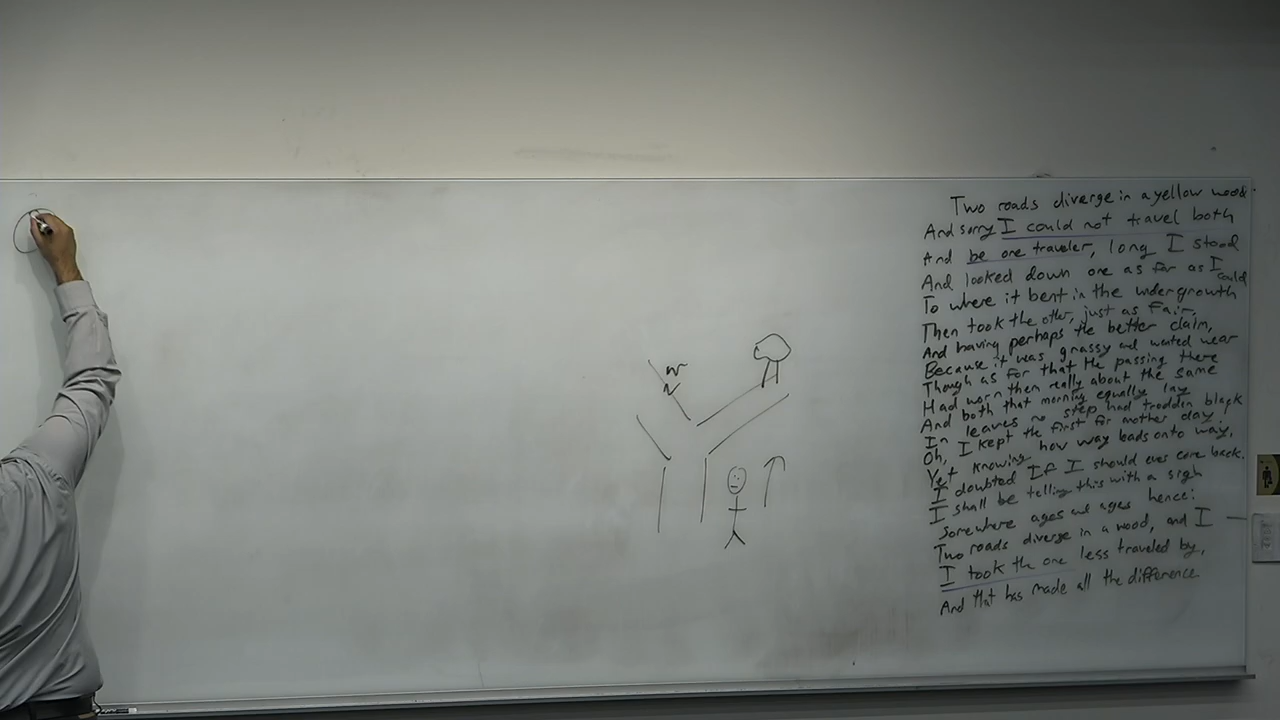 Two roads diverge in a yellow wood
And sorry I could not travel both
And be one traveler, long I stood
And looked down one as far as I could
To where it bent in the undergrowth
Then took the other, just as fair,
And having perhaps the better claim,
Because it was grassy and wanted wear
Though as for that the passing there
Had worn them really about the same
And both that morning equally lay
In leaves no step had trodden black
Oh, I kept the first for another day.
Yet knowing how way leads onto way,
I doubted If I should ever come back.
I shall be telling this with a sigh
Somewhere ages and ages hence:
Two roads diverge in a wood, and I —
I took the one less traveled by,
And that has made all the difference